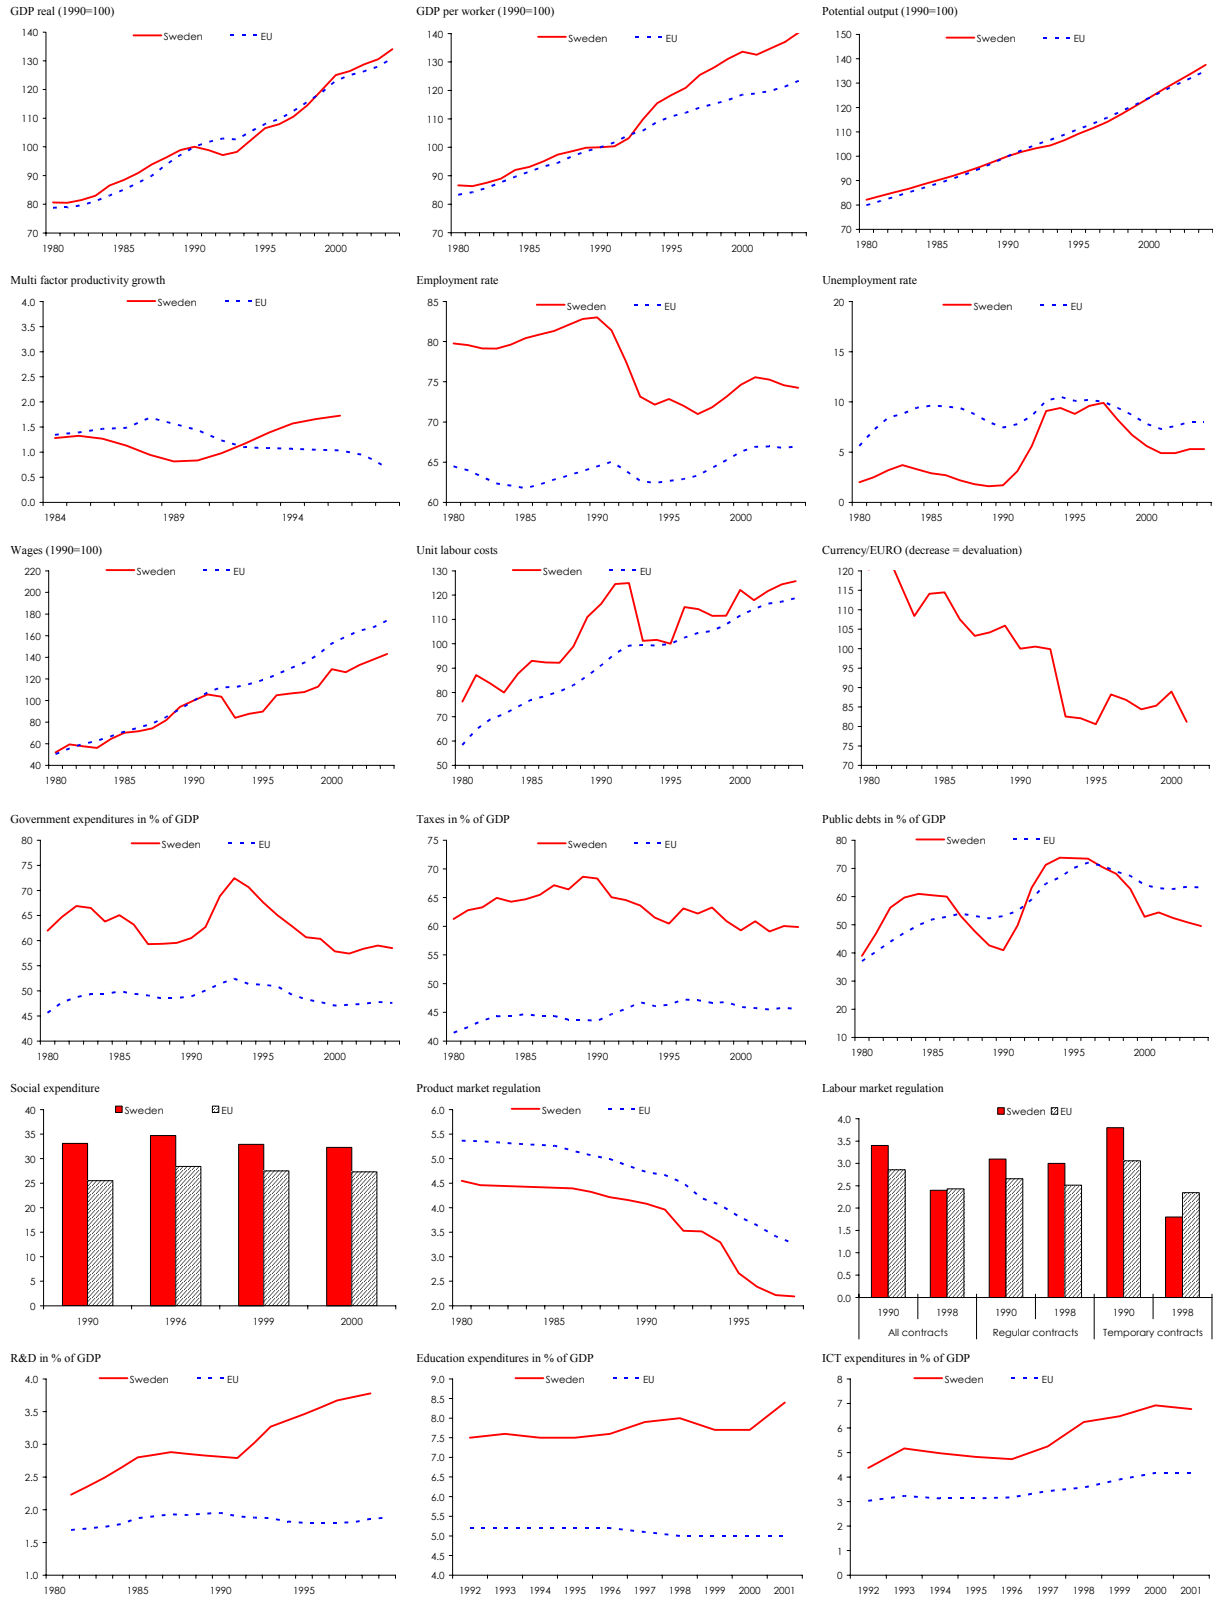 GDP real (1990=100)
Sweden EU
140
130
120
110
100
90
80
70
1980 1985 1990 1995 2000
GDP per worker (1990=100)
Sweden EU
140
130
120
110
100
90
80
70
1980 1985 1990 1995 2000
Potential output (1990=100)
Sweden EU
150
140
130
120
110
100
90
80
70
1980 1985 1990 1995 2000
Multi factor productivity growth
Sweden EU
4.0
3.5
3.0
2.5
2.0
1.5
1.0
0.5
0.0
1984 1989 1994
Employment rate
Sweden EU
85
80
75
70
65
60
1980 1985 1990 1995 2000
Unemployment rate
Sweden EU
20
15
10
5
0
1980 1985 1990 1995 2000
Wages (1990=100)
Sweden EU
220
200
180
160
140
120
100
80
60
40
1980 1985 1990 1995 2000
Unit labour costs
Sweden EU
130
120
110
100
90
80
70
60
50
1980 1985 1990 1995 2000
Currency/EURO (decrease = devaluation)
120
115
110
105
100
95
90
85
80
75
70
1980 1985 1990 1995 2000
Government expenditures in % of GDP
Sweden EU
80
75
70
65
60
55
50
45
40
1980 1985 1990 1995 2000
Taxes in % of GDP
Sweden EU
75
70
65
60
55
50
45
40
1980 1985 1990 1995 2000
Public debts in % of GDP
Sweden EU
80
70
60
50
40
30
20
10
1980 1985 1990 1995 2000
Social expenditure
Sweden EU
40
35
30
25
20
15
10
5
0
1990 1996 1999 2000
Product market regulation
Sweden EU
6.0
5.5
5.0
4.5
4.0
3.5
3.0
2.5
2.0
1980 1985 1990 1995
Labour market regulation
Sweden EU
4.0
3.5
3.0
2.5
2.0
1.5
1.0
0.5
0.0
1990 1998 1990 1998 1990 1998
All contracts Regular contracts Temporary contracts
R&D in % of GDP
Sweden EU
4.0
3.5
3.0
2.5
2.0
1.5
1.0
1980 1985 1990 1995
Education expenditures in % of GDP
Sweden EU
9.0
8.5
8.0
7.5
7.0
6.5
6.0
5.5
5.0
4.5
4.0
1992 1993 1994 1995 1996 1997 1998 1999 2000 2001
ICT expenditures in % of GDP
Sweden EU
8
7
6
5
4
3
2
1
0
1992 1993 1994 1995 1996 1997 1998 1999 2000 2001